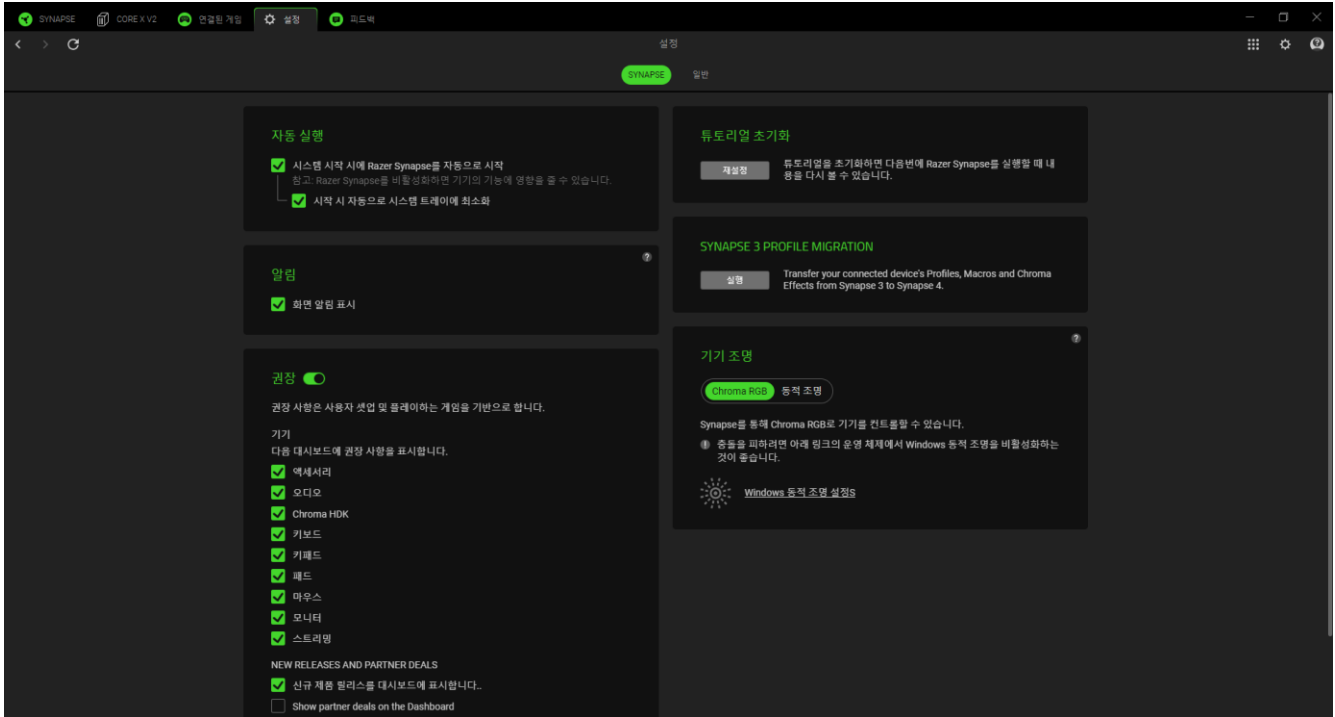 SYNAPSE
CORE X V2
연결된 게임
설정
피드백
설정
SYNAPSE
일반
자동 실행
시스템 시작 시에 Razer Synapse를 자동으로 시작
참고: Razer Synapse를 비활성화하면 기기의 기능에 영향을 줄 수 있습니다.
시작 시 자동으로 시스템 트레이에 최소화
알림
화면 알림 표시
권장
권장 사항은 사용자 셋업 및 플레이하는 게임을 기반으로 합니다.
기기
다음 대시보드에 권장 사항을 표시합니다.
액세서리
오디오
Chroma HDK
키보드
키패드
패드
마우스
모니터
스트리밍
NEW RELEASES AND PARTNER DEALS
신규 제품 릴리스를 대시보드에 표시합니다..
Show partner deals on the Dashboard
튜토리얼 초기화
재설정
튜토리얼을 초기화하면 다음번에 Razer Synapse를 실행할 때 내
용을 다시 볼 수 있습니다.
SYNAPSE 3 PROFILE MIGRATION
실행
Transfer your connected device's Profiles, Macros and Chroma
Effects from Synapse 3 to Synapse 4.
기기 조명
Chroma RGB
동적 조명
Synapse를 통해 Chroma RGB로 기기를 컨트롤할 수 있습니다.
충돌을 피하려면 아래 링크의 운영 체제에서 Windows 동적 조명을 비활성화하는
것이 좋습니다.
Windows 동적 조명 설정S